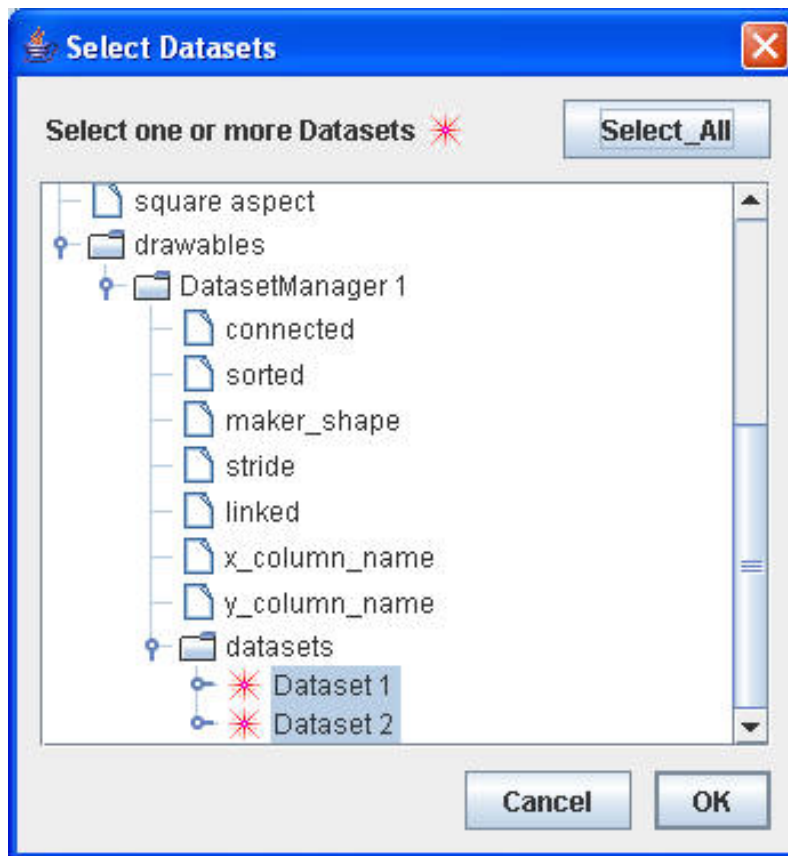 Select Datasets
Select one or more Datasets Select_All
square aspect
drawables
DatasetManager 1
connected
sorted
maker_shape
stride
linked
x_column_name
y_column_name
datasets
Dataset 1
Dataset 2
Cancel OK